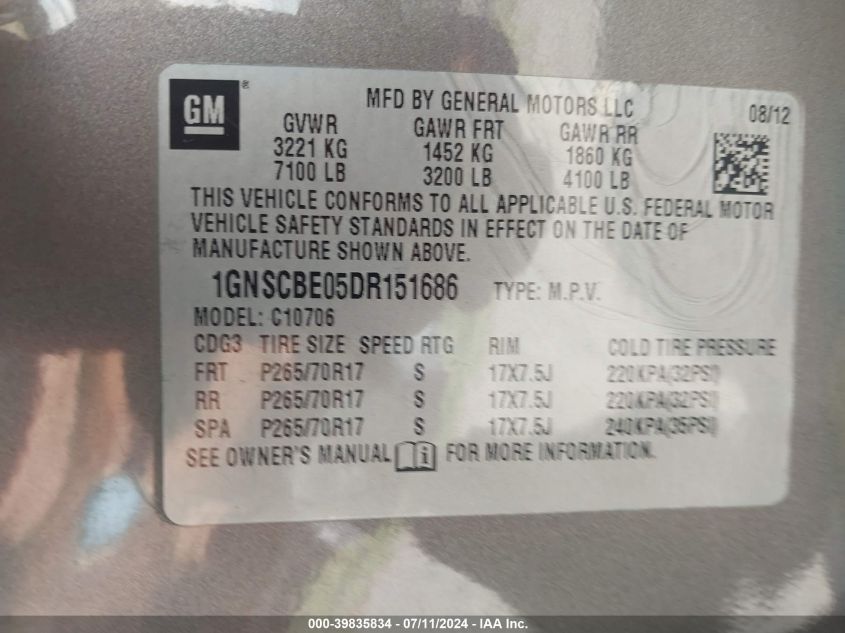 GM ®
MFD BY GENERAL MOTORS LLC
08/12
GVWR GAWR FRT GAWR RR
3221 KG 1452 KG 1860 KG
7100 LB 3200 LB 4100 LB
THIS VEHICLE CONFORMS TO ALL APPLICABLE U.S. FEDERAL MOTOR
VEHICLE SAFETY STANDARDS IN EFFECT ON THE DATE OF
MANUFACTURE SHOWN ABOVE.
1GNSCBE05DR151686 TYPE: M.P.V.
MODEL: C10706
CDG3 TIRE SIZE SPEED RTG RIM COLD TIRE PRESSURE
FRT P265/70R17 S 17X7.5J 220KPA(32PSI)
RR P265/70R17 S 17X7.5J 220KPA(32PSI)
SPA P265/70R17 S 17X7.5J 240KPA(35PSI)
SEE OWNER'S MANUAL i FOR MORE INFORMATION.
000-39835834 - 07/11/2024 - IAA Inc.